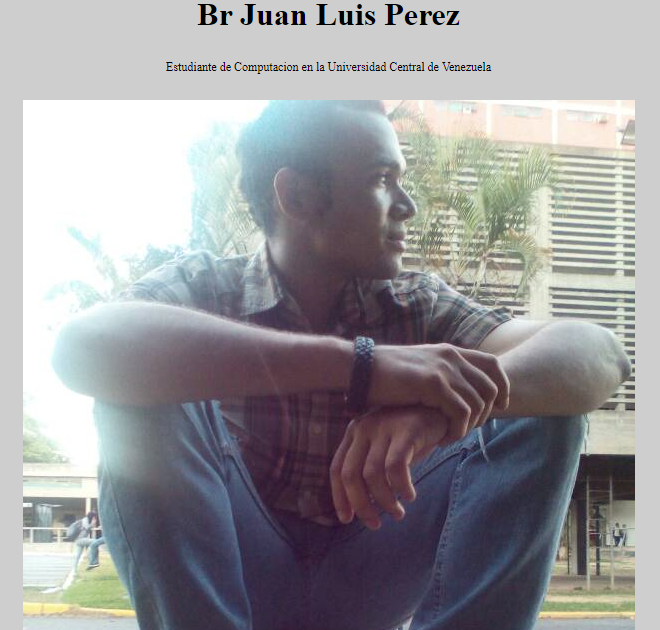 Br Juan Luis Perez
Estudiante de Computacion en la Universidad Central de Venezuela